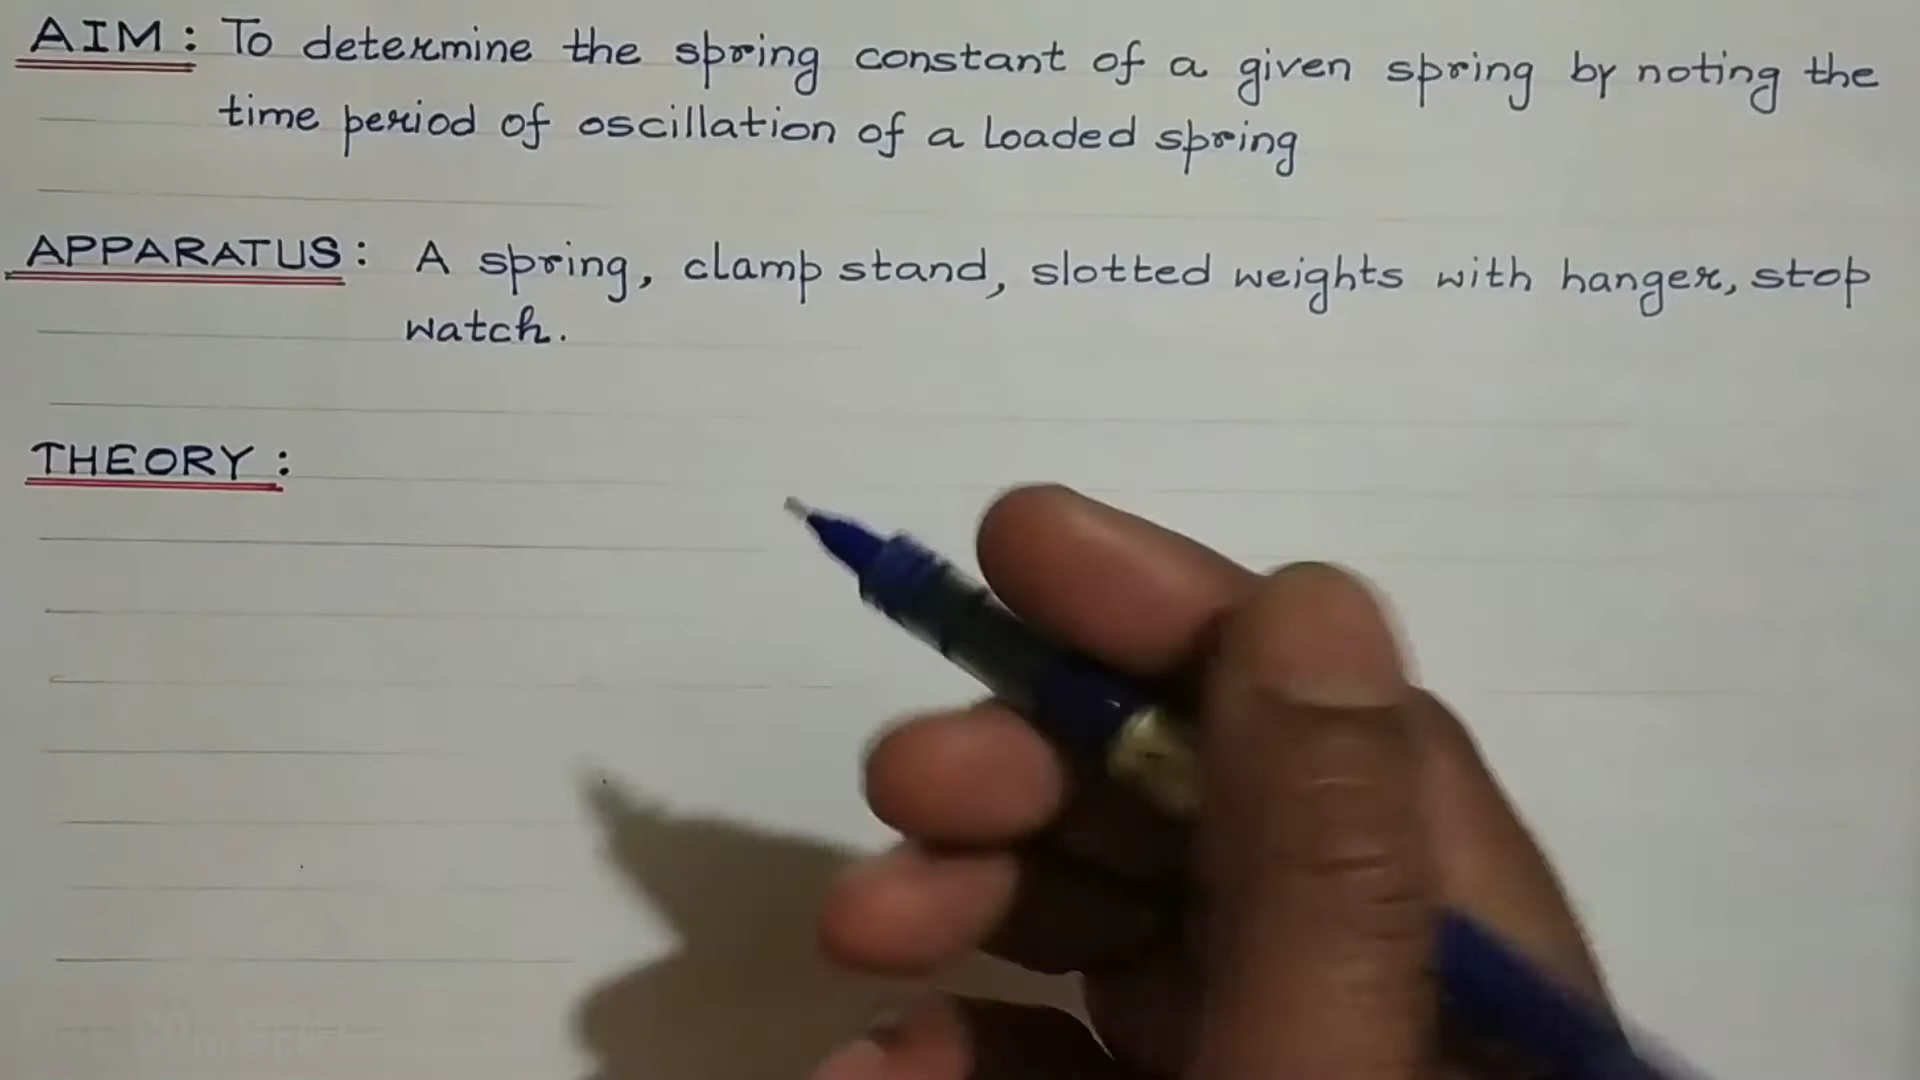 AIM: To determine the spring constant of a given spring by noting the
time period of oscillation of a loaded spring
APPARATUS: A spring, clamp stand, slotted weights with hanger, stop
watch.
THEORY: